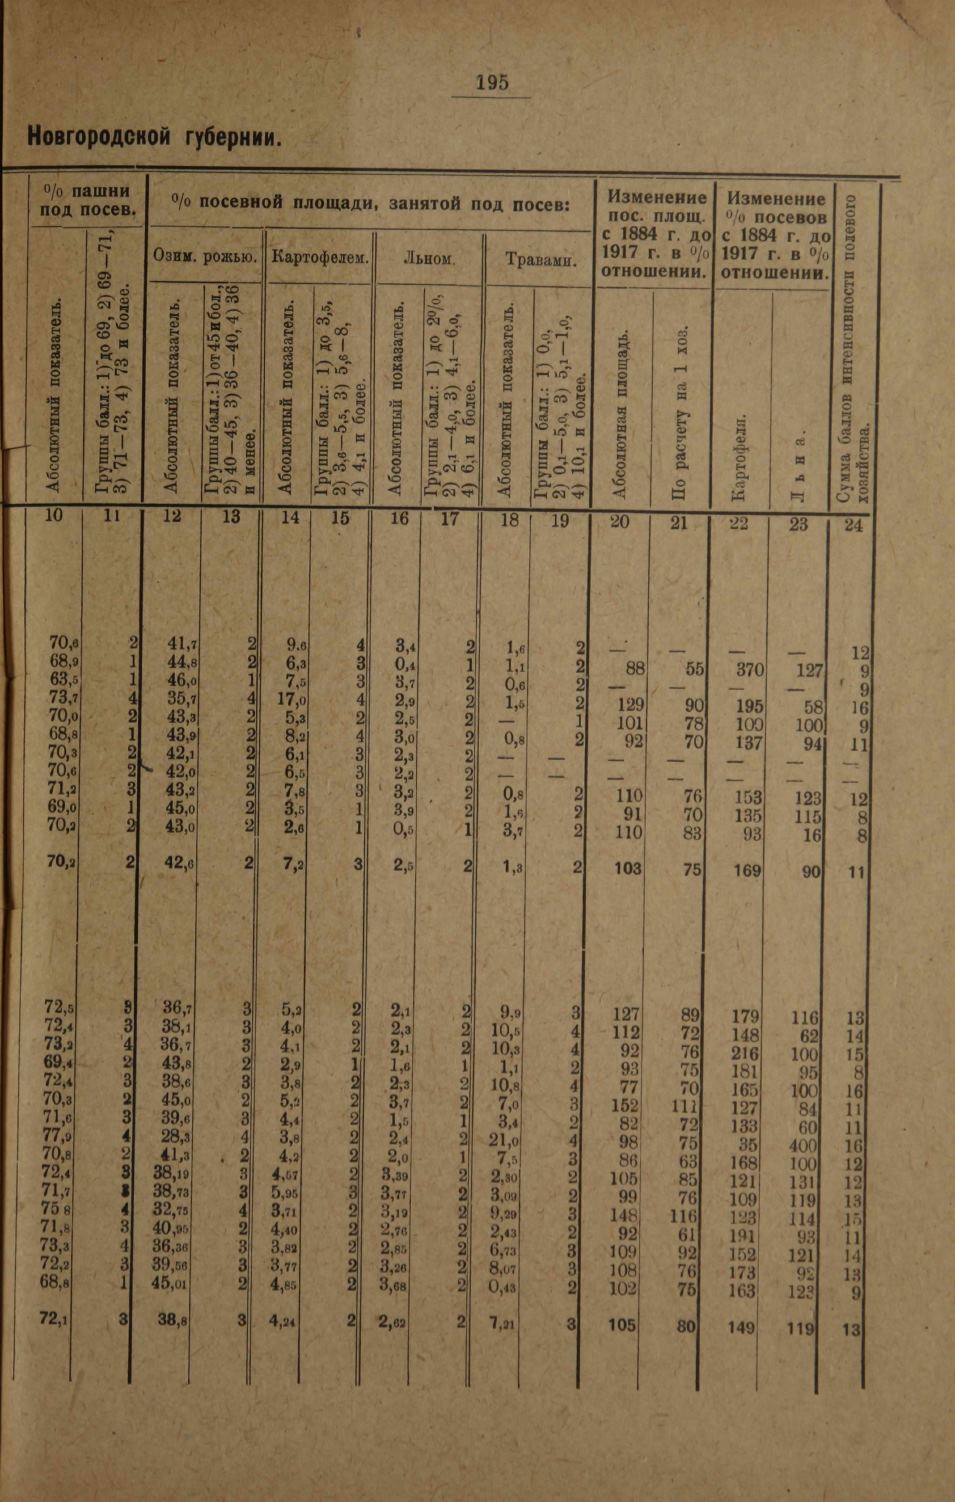 195
Новгородской губернии.
% пашни под посев.
% посевной площади, занятой под посев:
Изменение пос. площ. с 1884 г. до 1917 г. в % отношении.
Изменение % посевов с 1884 г. до 1917 г. в % отношении.
Сумма баллов интенсивности полевого хозяйства.
Озим. рожью.
Картофелем.
Льном.
Травами.
Абсолютный показатель.
Группы балл.: 1) до 69, 2) 69—71, 3) 71—73, 4) 73 и более.
Абсолютный показатель.
Группы балл.: 1) от 45 и бол., 2) 40—45, 3) 36—40, 4) 36 и менее.
Абсолютный показатель.
Группы балл.: 1) до 3,5, 2) 3,6—5,5, 3) 5,6—8, 4) 4,1 и более.
Абсолютный показатель.
Группы балл.: 1) до 2%, 2) 2,1—4,0, 3) 4,1—6,0, 4) 6,1 и более.
Абсолютный показатель.
Группы балл.: 1) 0,0, 2) 0,1—5,0, 3) 5,1—1,0, 4) 10,1 и более.
Абсолютная площадь.
По расчету на 1 хоз.
Картофеля.
Льна.
10 11 12 13 14 15 16 17 18 19 20 21 22 23 24
70,6 2 41,7 2 9,6 4 3,4 2 1,6 2 — — — — 12
68,9 1 44,8 2 6,3 3 0,4 1 1,1 2 88 55 370 127 9
63,5 1 46,0 1 7,5 3 3,7 2 0,6 2 — — — — 9
73,7 4 35,7 4 17,0 4 2,9 2 1,5 2 129 90 195 58 16
70,0 2 43,3 2 5,3 2 2,5 2 — 1 101 78 100 100 9
68,8 1 43,9 2 8,2 4 3,0 2 0,8 2 92 70 137 94 11
70,3 2 42,1 2 6,1 3 2,3 2 — — — — — — —
70,6 2 42,0 2 6,5 3 2,2 2 — — — — — — —
71,2 3 43,2 2 7,8 3 3,2 2 0,8 2 110 76 153 123 12
69,0 1 45,0 2 3,5 1 3,9 2 1,6 2 91 70 135 115 8
70,2 2 43,0 2 2,6 1 0,5 1 3,7 2 110 83 93 16 8
70,2 2 42,6 2 7,2 3 2,5 2 1,3 2 103 75 169 90 11
72,5 3 36,7 3 5,2 2 2,1 2 9,9 3 127 89 179 116 13
72,4 3 38,1 3 4,0 2 2,3 2 10,5 4 112 72 148 62 14
73,2 4 36,7 3 4,1 2 2,1 2 10,3 4 92 76 216 100 15
69,4 2 43,8 2 2,9 1 1,6 1 1,1 2 93 75 181 95 8
72,4 3 38,6 3 3,8 2 2,3 2 10,8 4 77 70 165 100 16
70,3 2 45,0 2 5,2 2 3,7 2 7,0 3 152 111 127 84 11
71,6 3 39,6 3 4,4 2 1,5 1 3,4 2 82 72 133 60 11
77,9 4 28,3 4 3,8 2 2,4 2 21,0 4 98 75 35 400 16
70,8 2 41,3 2 4,2 2 2,0 1 7,5 3 86 63 168 100 12
72,4 3 38,19 3 4,57 2 3,39 2 2,30 2 105 85 121 131 12
71,7 3 38,73 3 5,95 3 3,77 2 3,09 2 99 76 109 119 13
75 8 4 32,75 4 3,71 2 3,19 2 9,29 3 148 116 123 114 15
71,8 3 40,95 2 4,40 2 2,76 2 2,43 2 92 61 191 93 11
73,3 4 36,36 3 3,82 2 2,85 2 6,73 3 109 92 152 121 14
72,2 3 39,56 3 3,77 2 3,26 2 8,07 3 108 76 173 92 13
68,8 1 45,01 2 4,85 2 3,68 2 0,43 2 102 75 163 123 9
72,1 3 38,8 3 4,24 2 2,62 2 7,21 3 105 80 149 119 13